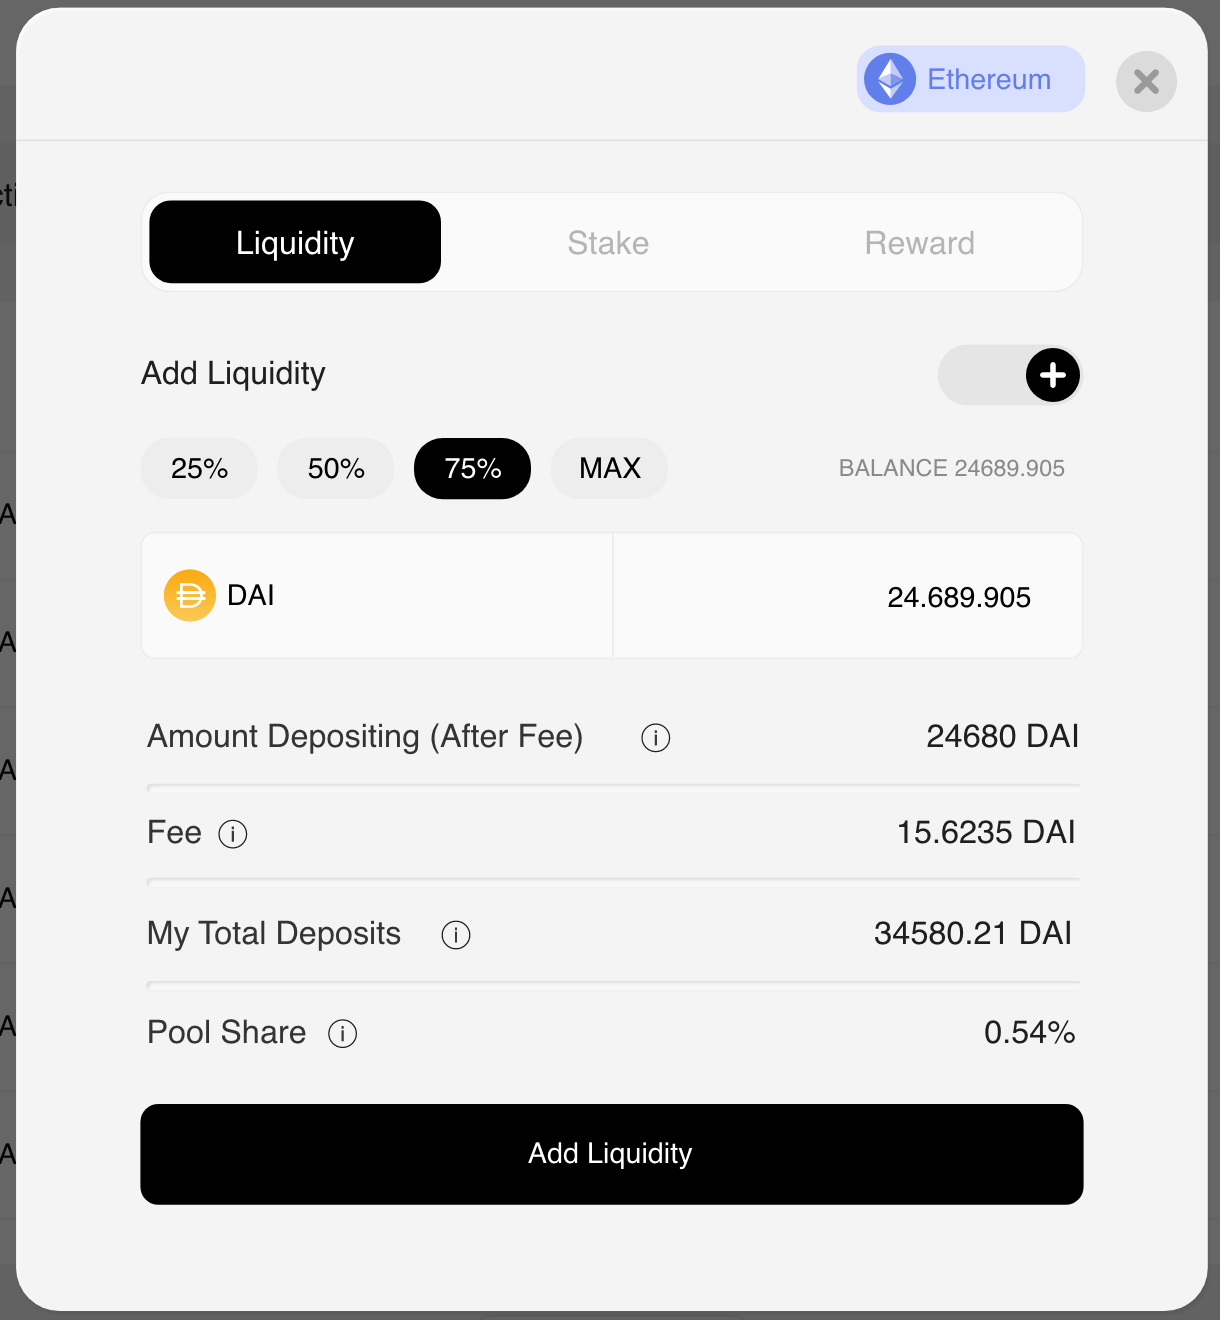 Ethereum
Liquidity Stake Reward
Add Liquidity
25% 50% 75% MAX BALANCE 24689.905
DAI 24.689.905
Amount Depositing (After Fee) 24680 DAI
Fee 15.6235 DAI
My Total Deposits 34580.21 DAI
Pool Share 0.54%
Add Liquidity